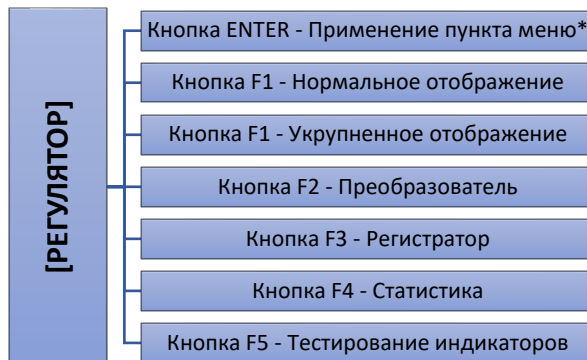 [РЕГУЛЯТОР]
Кнопка ENTER - Применение пункта меню*
Кнопка F1 - Нормальное отображение
Кнопка F1 - Укрупненное отображение
Кнопка F2 - Преобразователь
Кнопка F3 - Регистратор
Кнопка F4 - Статистика
Кнопка F5 - Тестирование индикаторов